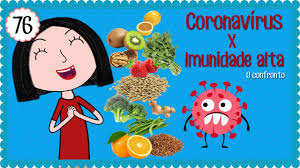 76
Coronavírus
X
Imunidade alta
O confronto